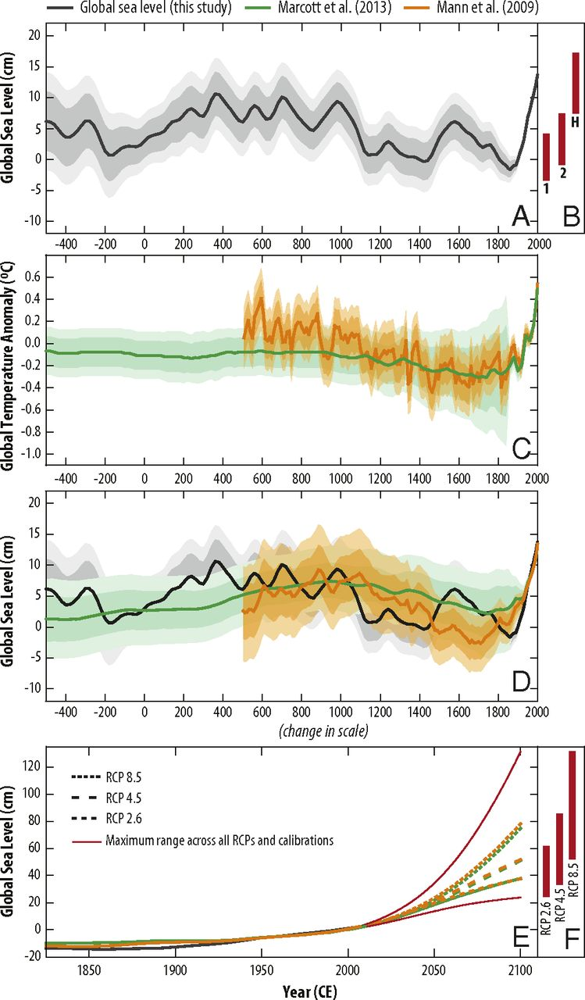 Global sea level (this study) Marcott et al. (2013) Mann et al. (2009)
Global Sea Level (cm)
20
15
10
5
0
-5
-10
A
1
2
H
B
-400 -200 0 200 400 600 800 1000 1200 1400 1600 1800 2000
Global Temperature Anomaly (ºC)
0.6
0.4
0.2
0.0
-0.2
-0.4
-0.6
-0.8
-1.0
C
-400 -200 0 200 400 600 800 1000 1200 1400 1600 1800 2000
Global Sea Level (cm)
20
15
10
5
0
-5
-10
D
-400 -200 0 200 400 600 800 1000 1200 1400 1600 1800 2000
(change in scale)
Global Sea Level (cm)
120
100
80
60
40
20
0
-20
RCP 8.5
RCP 4.5
RCP 2.6
Maximum range across all RCPs and calibrations
E
RCP 2.6
RCP 4.5
RCP 8.5
F
1850 1900 1950 2000 2050 2100
Year (CE)